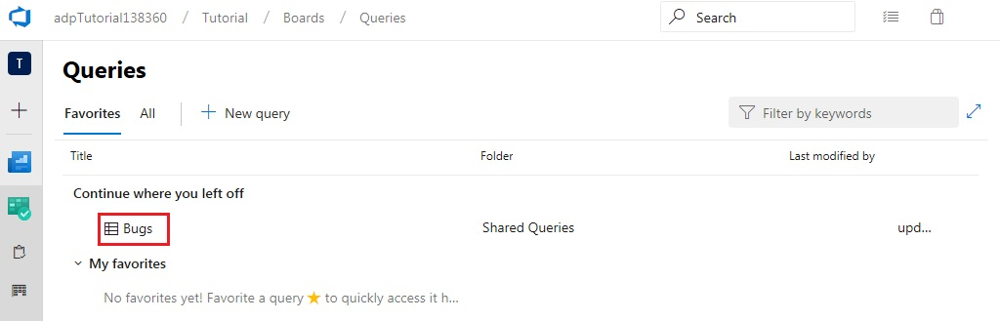 adpTutorial138360 / Tutorial / Boards / Queries Search
T
Queries
Favorites All New query Filter by keywords
Title Folder Last modified by
Continue where you left off
Bugs Shared Queries upd...
My favorites
No favorites yet! Favorite a query to quickly access it h...